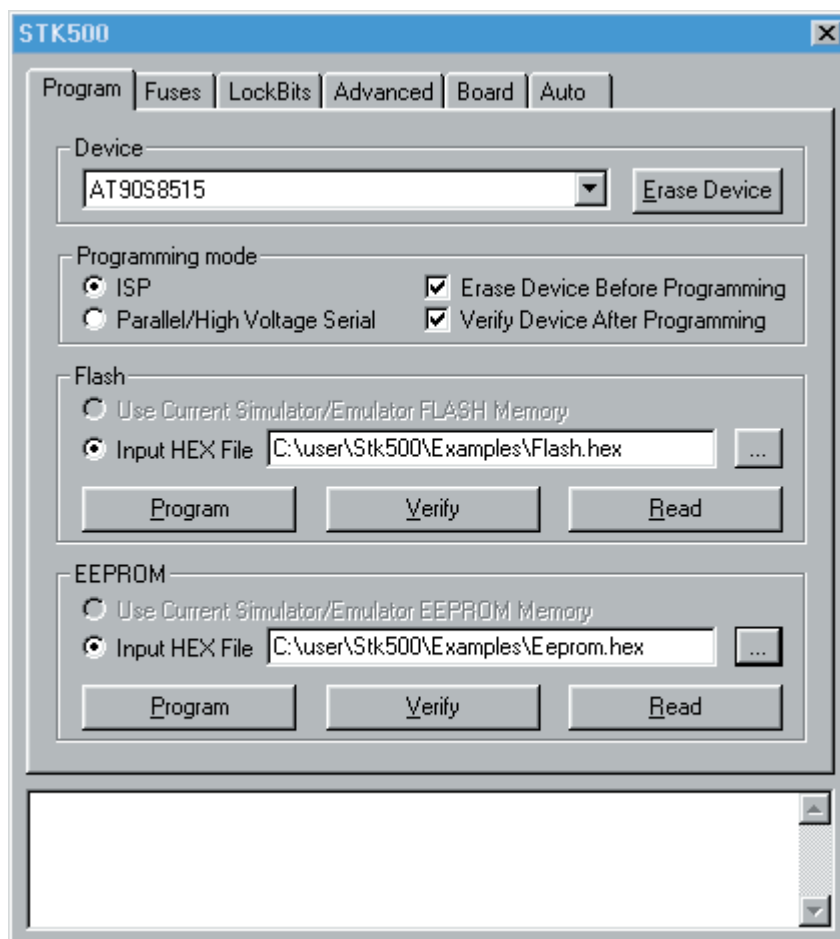 STK500
Program Fuses LockBits Advanced Board Auto
Device
AT90S8515 Erase Device
Programming mode
ISP Erase Device Before Programming
Parallel/High Voltage Serial Verify Device After Programming
Flash
Use Current Simulator/Emulator FLASH Memory
Input HEX File C:\user\Stk500\Examples\Flash.hex ...
Program Verify Read
EEPROM
Use Current Simulator/Emulator EEPROM Memory
Input HEX File C:\user\Stk500\Examples\Eeprom.hex ...
Program Verify Read